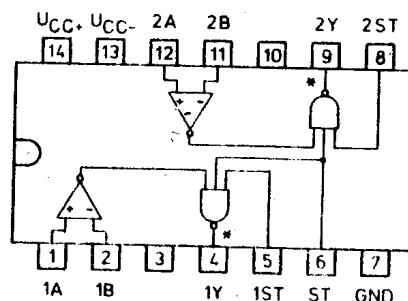 UCC+ UCC- 2A 2B 2Y 2ST
14 13 12 11 10 9 8
+ - -
*
+ -
*
1 2 3 4 5 6 7
1A 1B 1Y 1ST ST GND